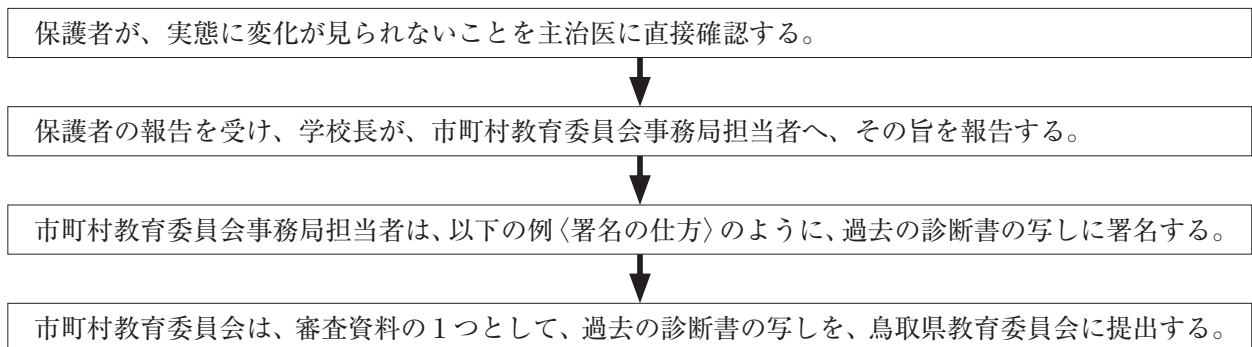 保護者が、実態に変化が見られないことを主治医に直接確認する。
保護者の報告を受け、学校長が、市町村教育委員会事務局担当者へ、その旨を報告する。
市町村教育委員会事務局担当者は、以下の例〈署名の仕方〉のように、過去の診断書の写しに署名する。
市町村教育委員会は、審査資料の１つとして、過去の診断書の写しを、鳥取県教育委員会に提出する。